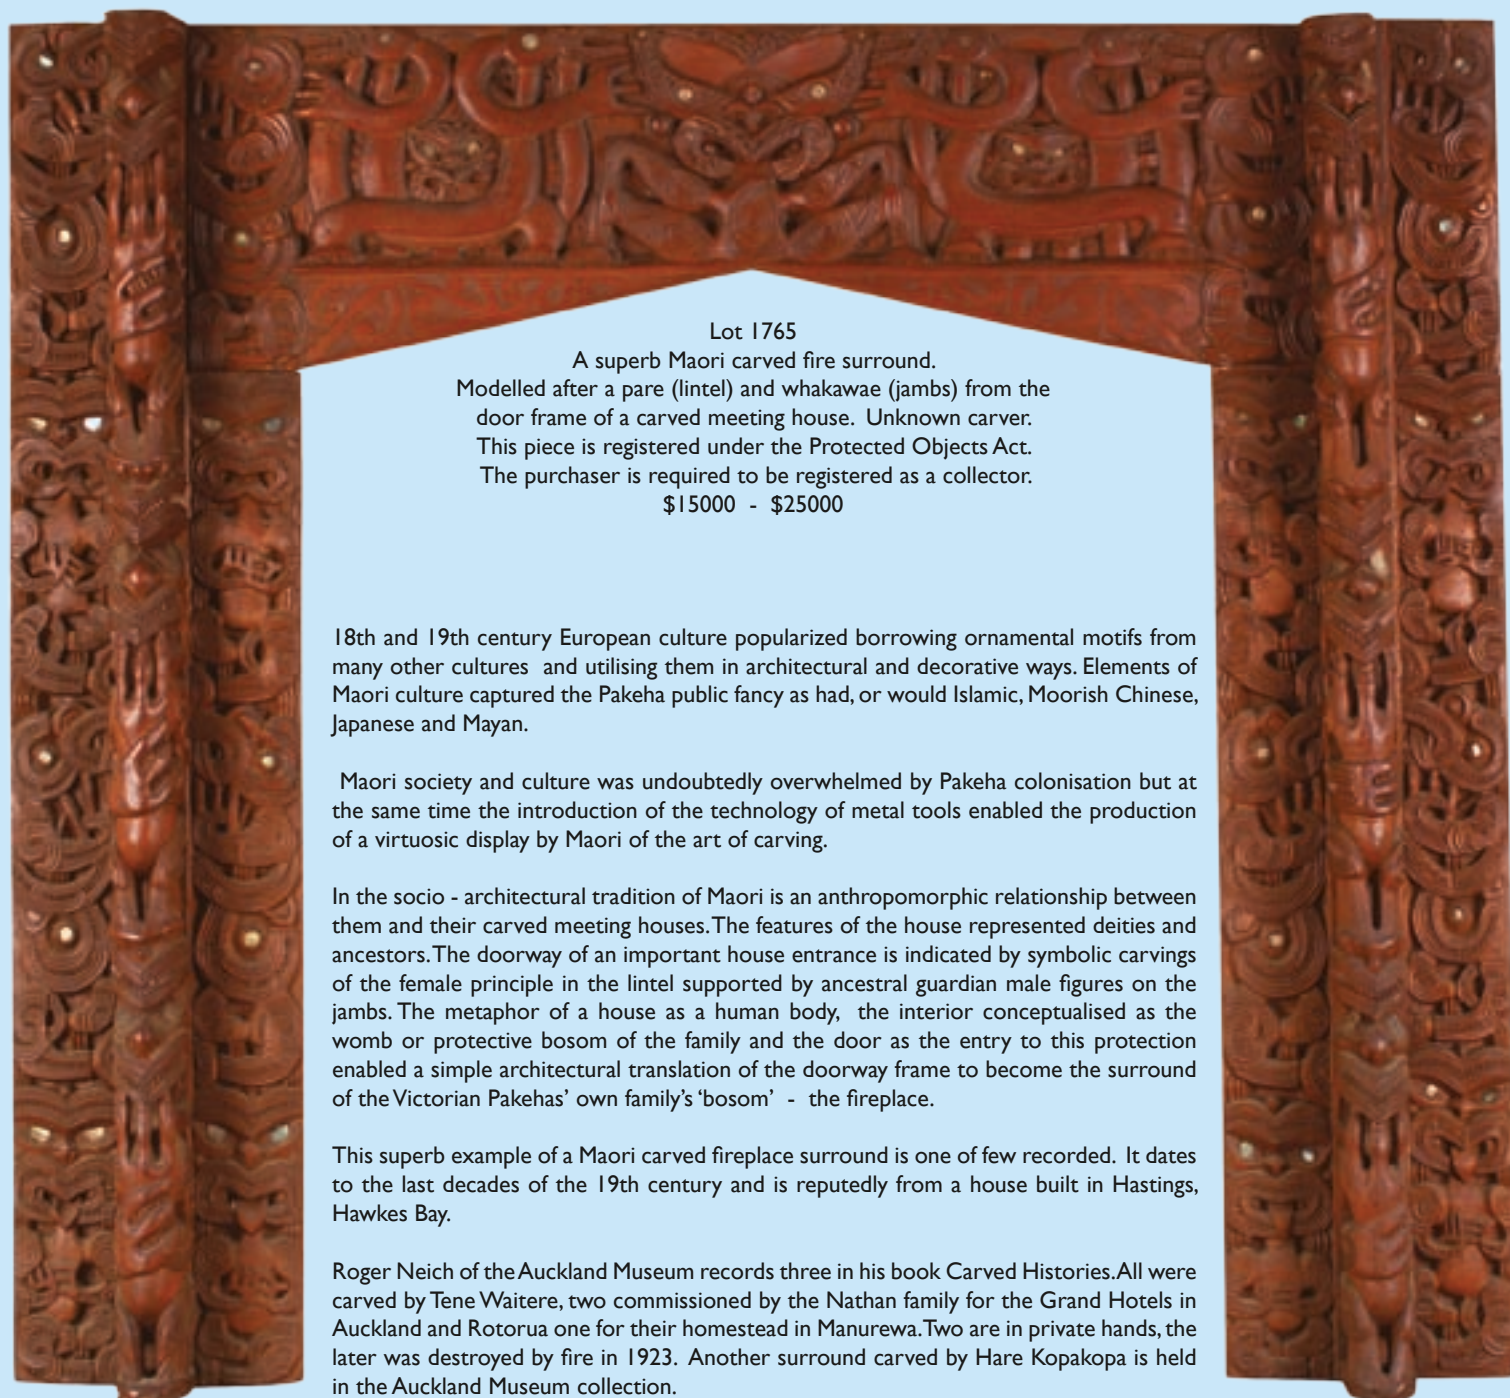 Lot 1765
A superb Maori carved fire surround.
Modelled after a pare (lintel) and whakawae (jambs) from the
door frame of a carved meeting house. Unknown carver.
This piece is registered under the Protected Objects Act.
The purchaser is required to be registered as a collector.
$15000 - $25000
18th and 19th century European culture popularized borrowing ornamental motifs from
many other cultures and utilising them in architectural and decorative ways. Elements of
Maori culture captured the Pakeha public fancy as had, or would Islamic, Moorish Chinese,
Japanese and Mayan.
Maori society and culture was undoubtedly overwhelmed by Pakeha colonisation but at
the same time the introduction of the technology of metal tools enabled the production
of a virtuosic display by Maori of the art of carving.
In the socio - architectural tradition of Maori is an anthropomorphic relationship between
them and their carved meeting houses. The features of the house represented deities and
ancestors. The doorway of an important house entrance is indicated by symbolic carvings
of the female principle in the lintel supported by ancestral guardian male figures on the
jambs. The metaphor of a house as a human body, the interior conceptualised as the
womb or protective bosom of the family and the door as the entry to this protection
enabled a simple architectural translation of the doorway frame to become the surround
of the Victorian Pakehas' own family's 'bosom' - the fireplace.
This superb example of a Maori carved fireplace surround is one of few recorded. It dates
to the last decades of the 19th century and is reputedly from a house built in Hastings,
Hawkes Bay.
Roger Neich of the Auckland Museum records three in his book Carved Histories. All were
carved by Tene Waitere, two commissioned by the Nathan family for the Grand Hotels in
Auckland and Rotorua one for their homestead in Manurewa. Two are in private hands, the
later was destroyed by fire in 1923. Another surround carved by Hare Kopakopa is held
in the Auckland Museum collection.